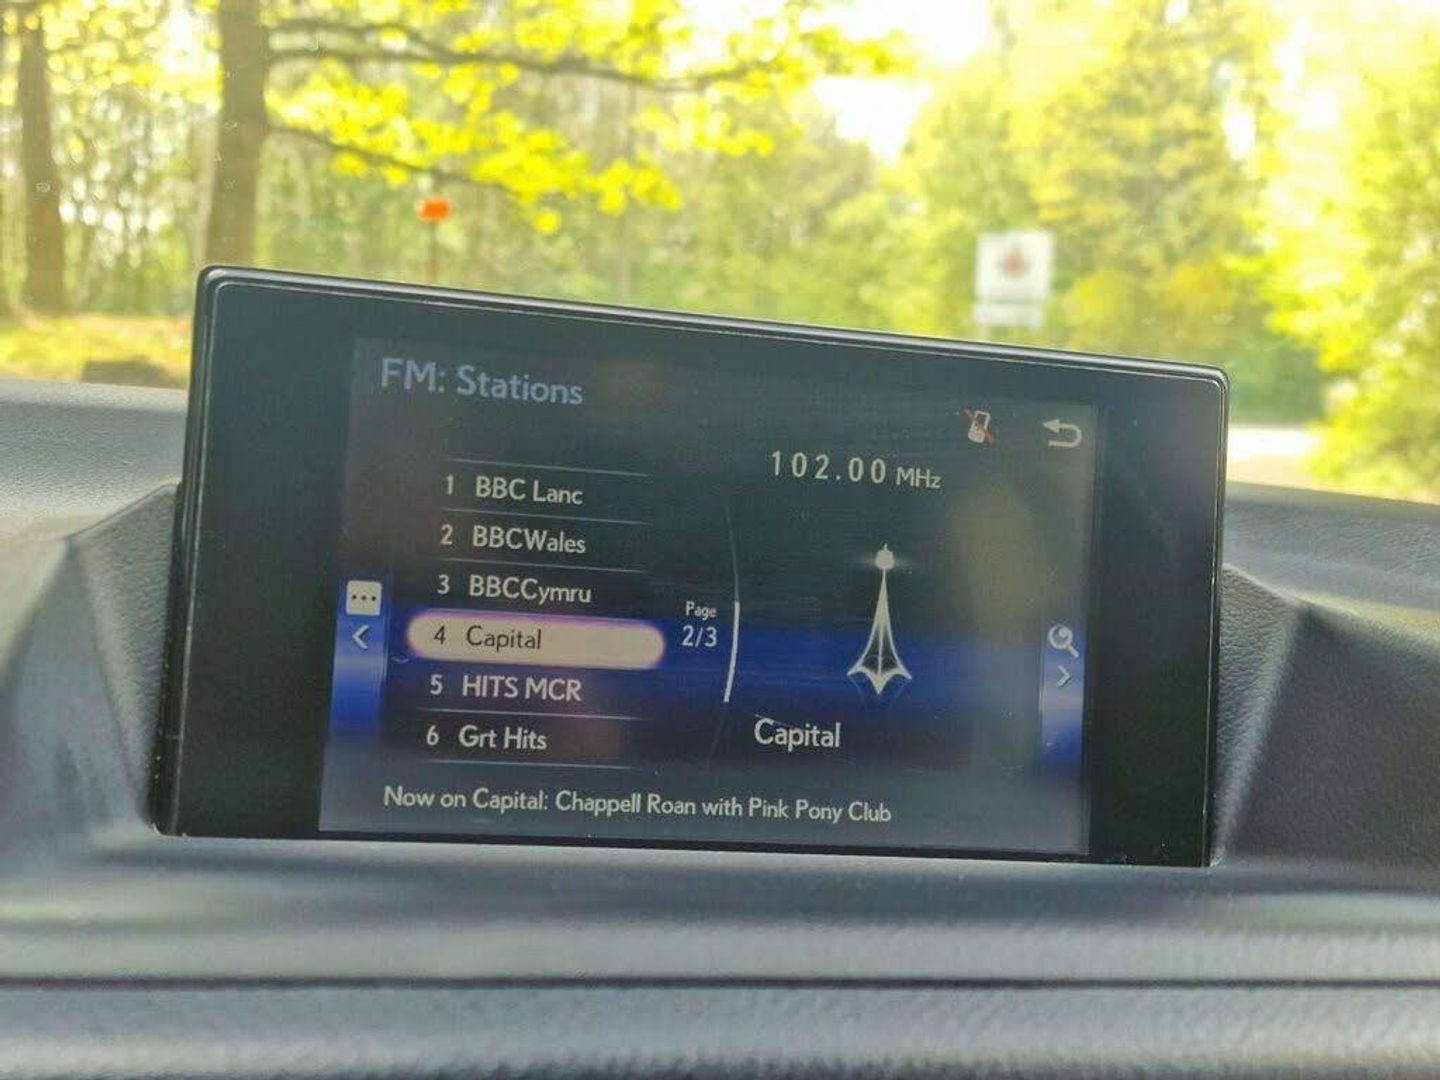 FM: Stations
102.00 MHz
1 BBC Lanc
2 BBCWales
3 BBCCymru
4 Capital
5 HITS MCR
6 Grt Hits
Page
2/3
Capital
Now on Capital: Chappell Roan with Pink Pony Club